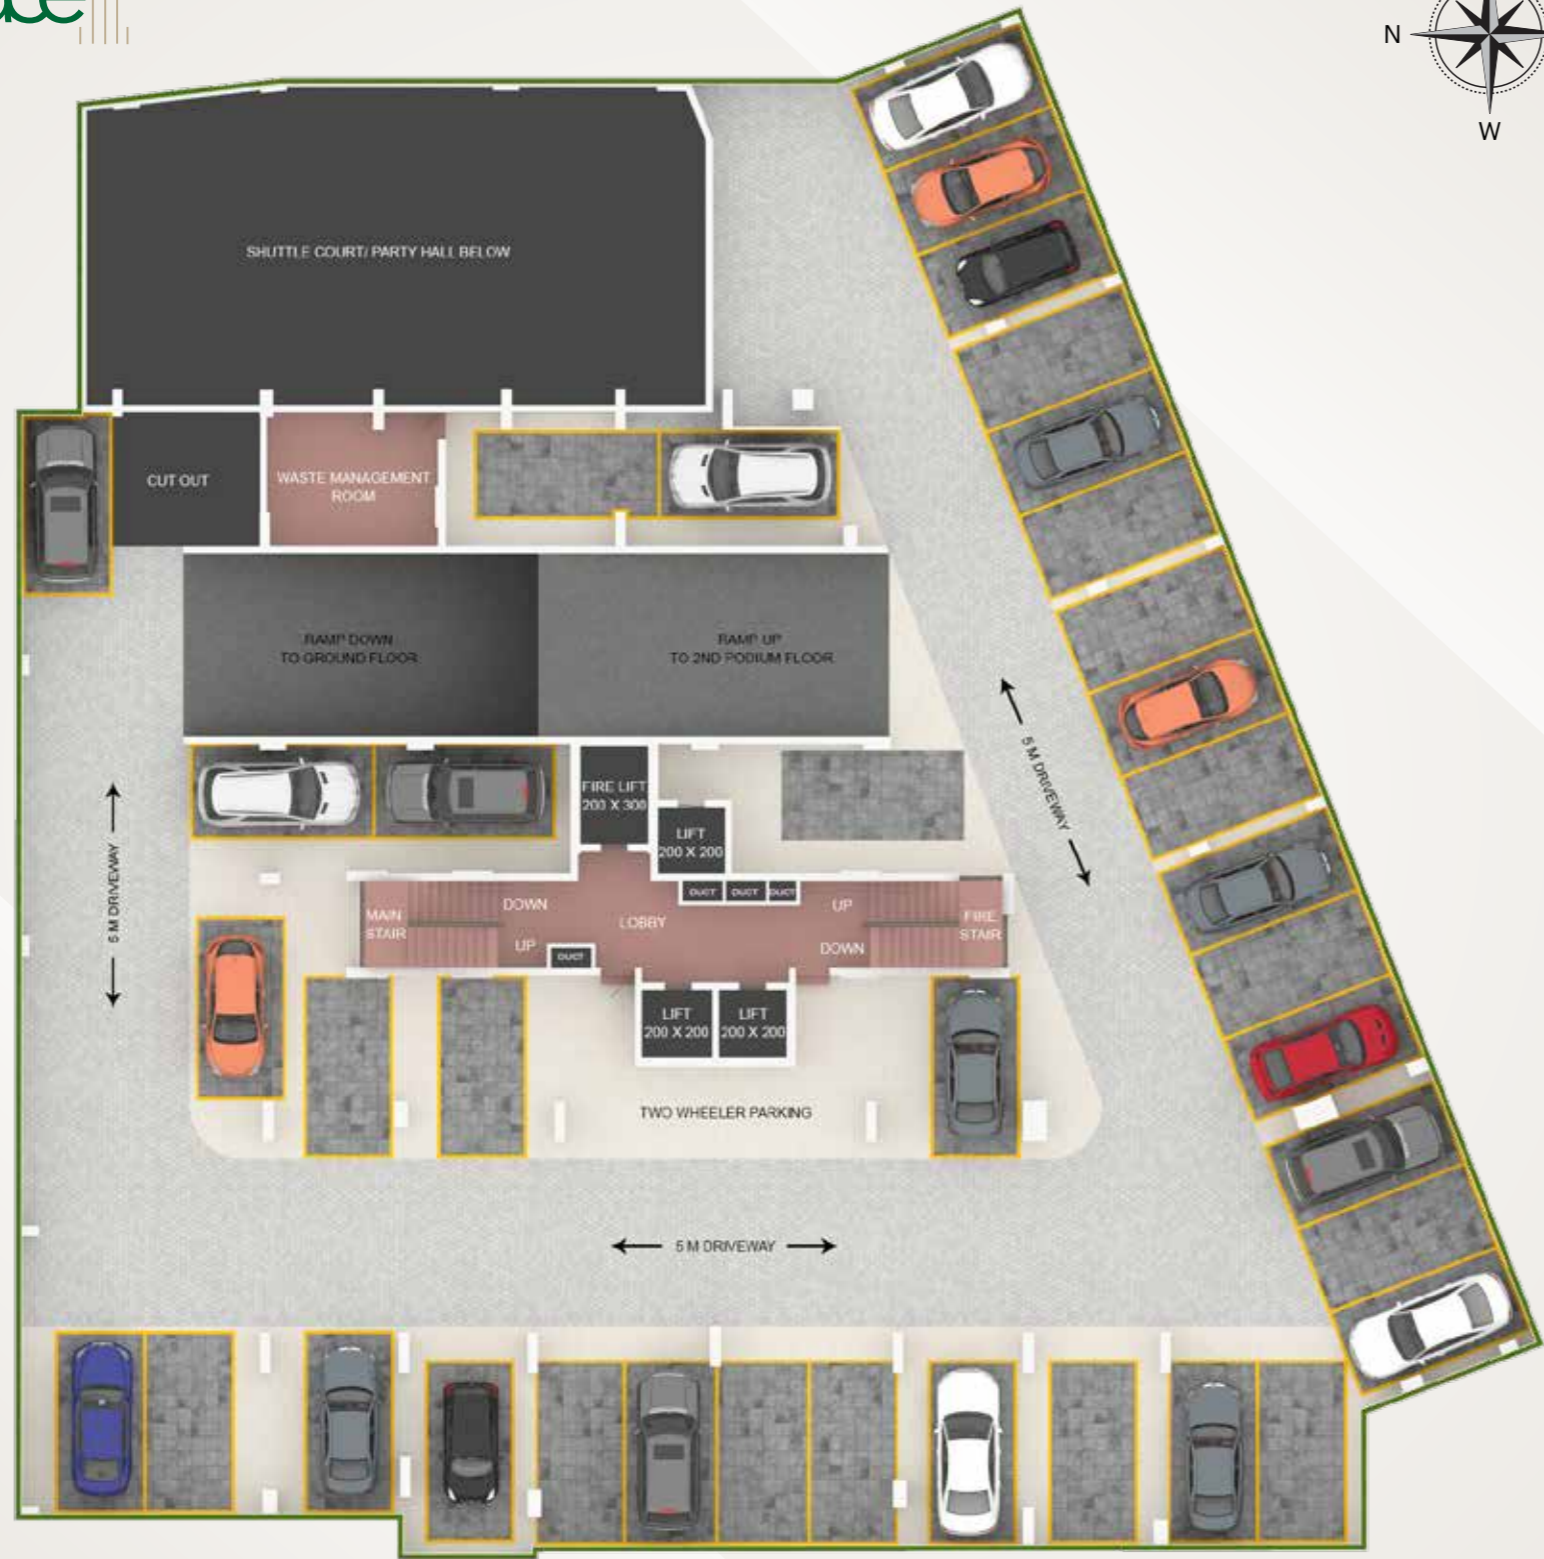 N
W
SHUTTLE COURT/ PARTY HALL BELOW
CUT OUT
WASTE MANAGEMENT
ROOM
RAMP DOWN
TO GROUND FLOOR
RAMP UP
TO 2ND PODIUM FLOOR
5 M DRIVEWAY
FIRE LIFT
200 X 300
LIFT
200 X 200
DUCT
DUCT
DUCT
MAIN
STAIR
DOWN
UP
LOBBY
UP
DOWN
FIRE
STAIR
DUCT
LIFT
200 X 200
LIFT
200 X 200
TWO WHEELER PARKING
5 M DRIVEWAY